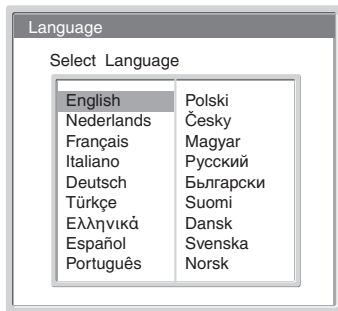 Language
Select Language
English
Nederlands
Français
Italiano
Deutsch
Türkçe
Ελληνικά
Español
Português
Polski
Česky
Magyar
Русский
Бьлгарски
Suomi
Dansk
Svenska
Norsk